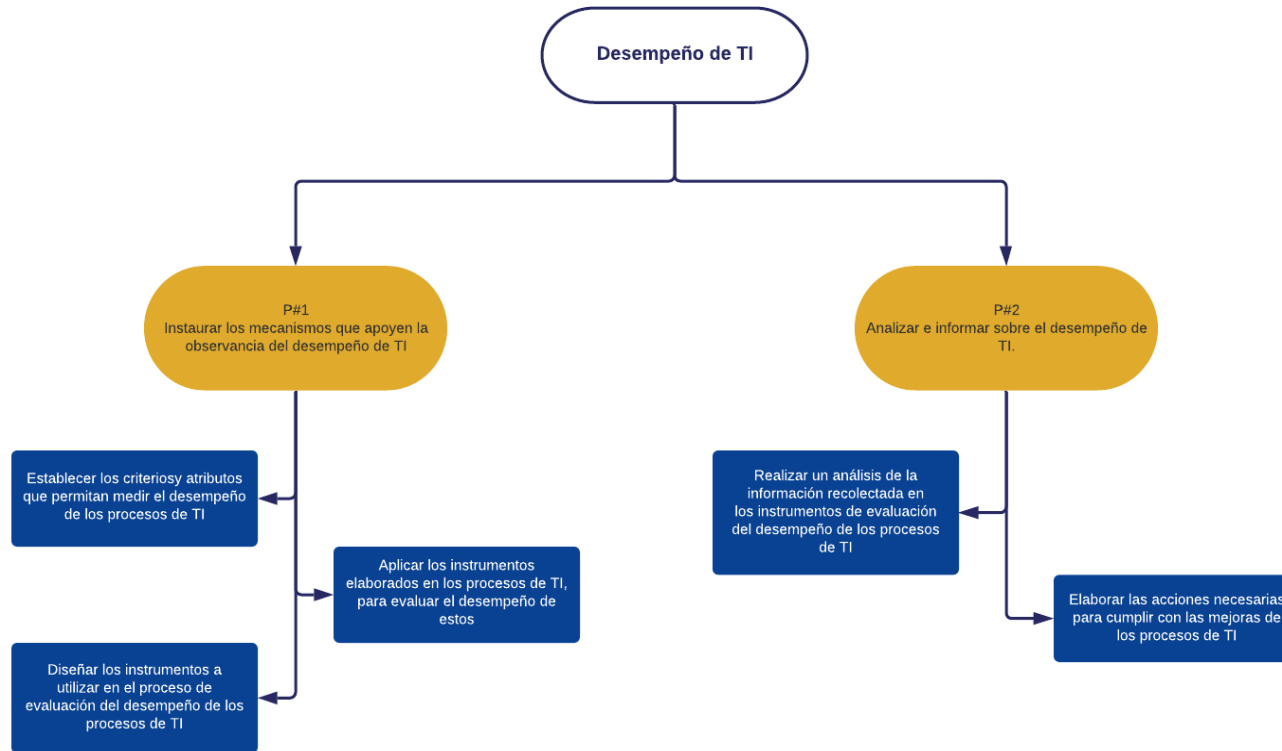 Desempeño de TI
P#1
Instaurar los mecanismos que apoyen la
observancia del desempeño de TI
P#2
Analizar e informar sobre el desempeño de
TI.
Establecer los criteriosy atributos
que permitan medir el desempeño
de los procesos de TI
Aplicar los instrumentos
elaborados en los procesos de TI,
para evaluar el desempeño de
estos
Diseñar los instrumentos a
utilizar en el proceso de
evaluación del desempeño de los
procesos de TI
Realizar un análisis de la
información recolectada en
los instrumentos de evaluación
del desempeño de los procesos
de TI
Elaborar las acciones necesarias
para cumplir con las mejoras de
los procesos de TI